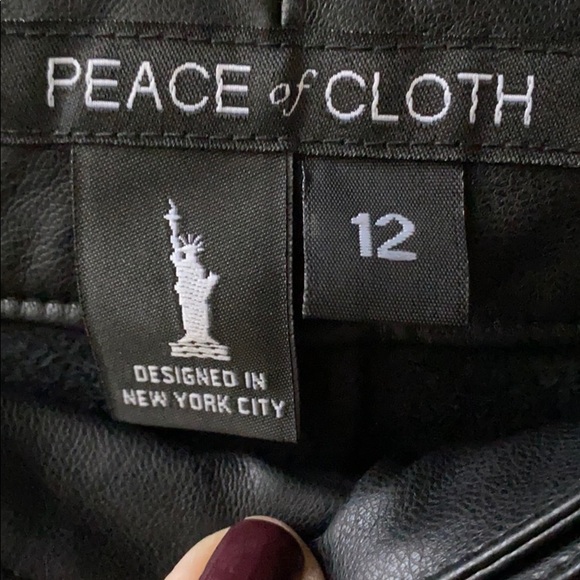 PEACE of CLOTH
12
DESIGNED IN
NEW YORK CITY